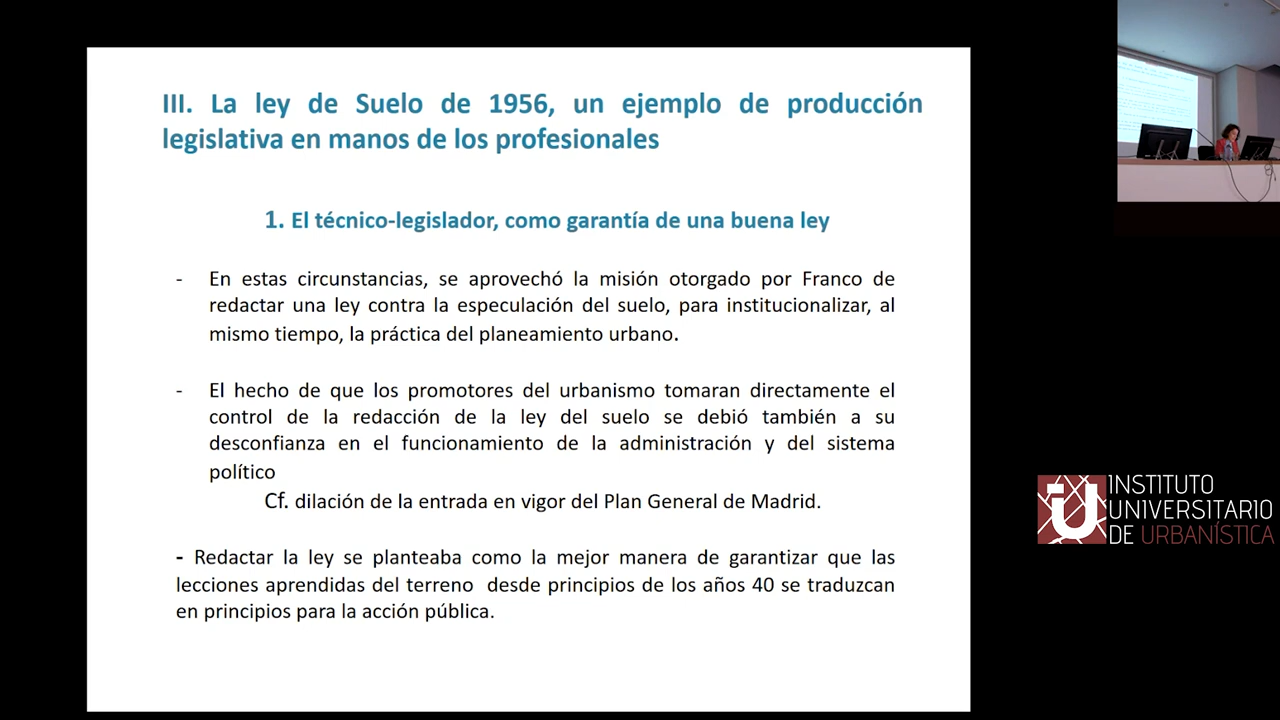 III. La ley de Suelo de 1956, un ejemplo de producción
legislativa en manos de los profesionales
1. El técnico-legislador, como garantía de una buena ley
- En estas circunstancias, se aprovechó la misión otorgado por Franco de
redactar una ley contra la especulación del suelo, para institucionalizar, al
mismo tiempo, la práctica del planeamiento urbano.
- El hecho de que los promotores del urbanismo tomaran directamente el
control de la redacción de la ley del suelo se debió también a su
desconfianza en el funcionamiento de la administración y del sistema
político
Cf. dilación de la entrada en vigor del Plan General de Madrid.
- Redactar la ley se planteaba como la mejor manera de garantizar que las
lecciones aprendidas del terreno desde principios de los años 40 se traduzcan
en principios para la acción pública.
INSTITUTO
UNIVERSITARIO
DE URBANÍSTICA